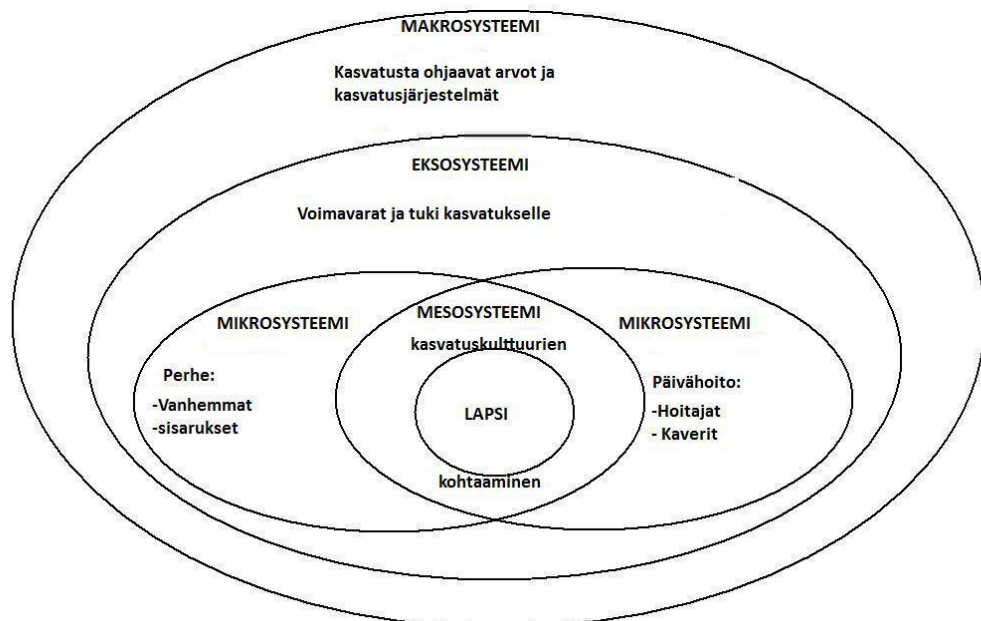 MAKROSYSTEEMI
Kasvatusta ohjaavat arvot ja
kasvatusjärjestelmät
EKSOSYSTEEMI
Voimavarat ja tuki kasvatukselle
MIKROSYSTEEMI
Perhe:
-Vanhemmat
-sisarukset
MESOSYSTEEMI
kasvatuskulttuurien
LAPSI
kohtaaminen
MIKROSYSTEEMI
Päivähoito:
-Hoitajat
- Kaverit